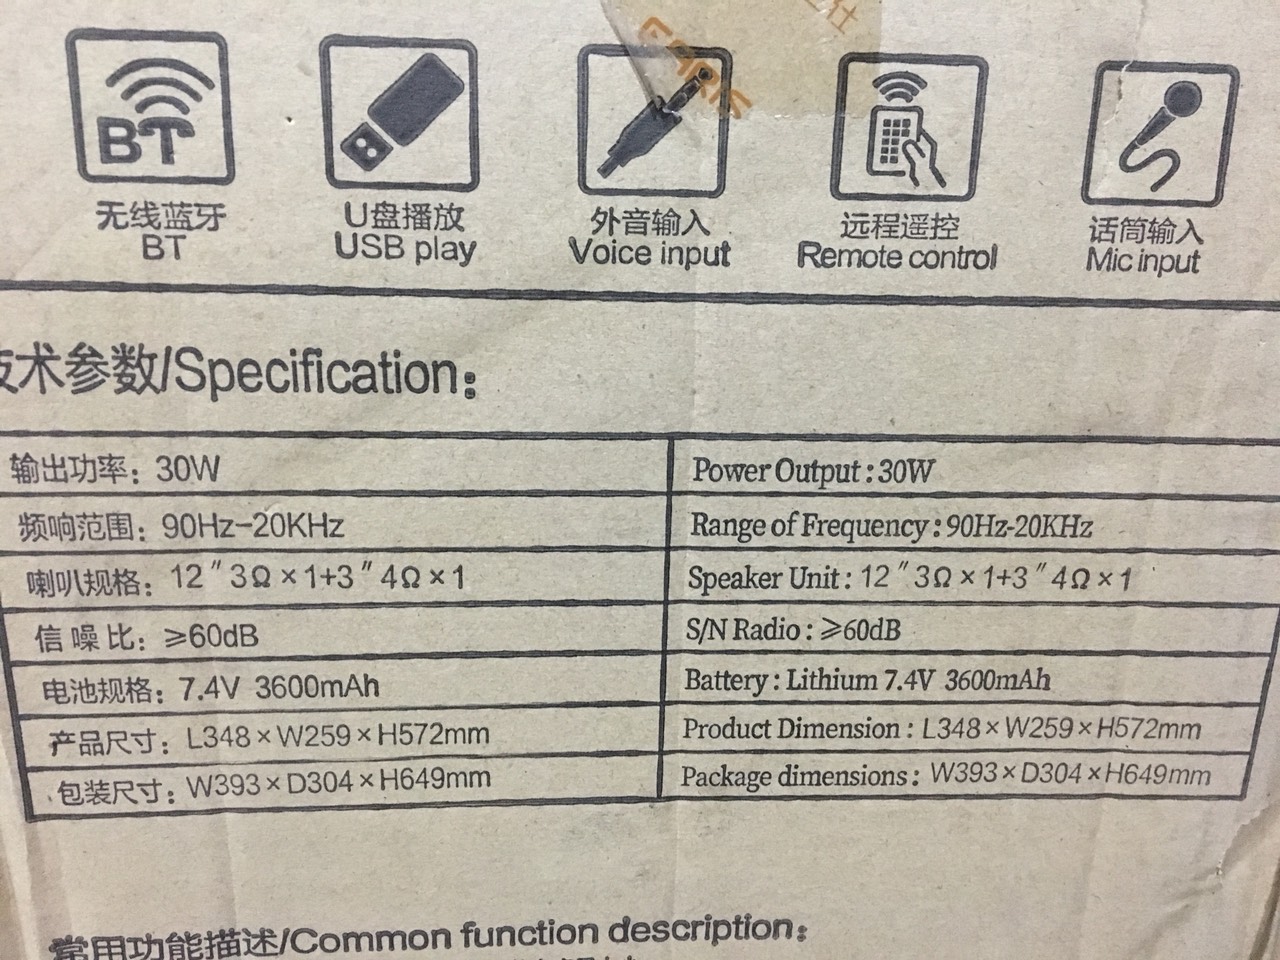 BT
无线蓝牙
BT
U盘播放
USB play
外音输入
Voice input
远程遥控
Remote control
话筒输入
Mic input
技术参数/Specification:
输出功率: 30W
Power Output : 30W
频响范围: 90Hz-20KHz
Range of Frequency : 90Hz-20KHz
喇叭规格: 12″3Ω×1+3″4Ω×1
Speaker Unit : 12″3Ω×1+3″4Ω×1
信噪比: ≥60dB
S/N Radio : ≥60dB
电池规格: 7.4V 3600mAh
Battery : Lithium 7.4V 3600mAh
产品尺寸: L348×W259×H572mm
Product Dimension : L348×W259×H572mm
包装尺寸: W393×D304×H649mm
Package dimensions : W393×D304×H649mm
常用功能描述/Common function description: